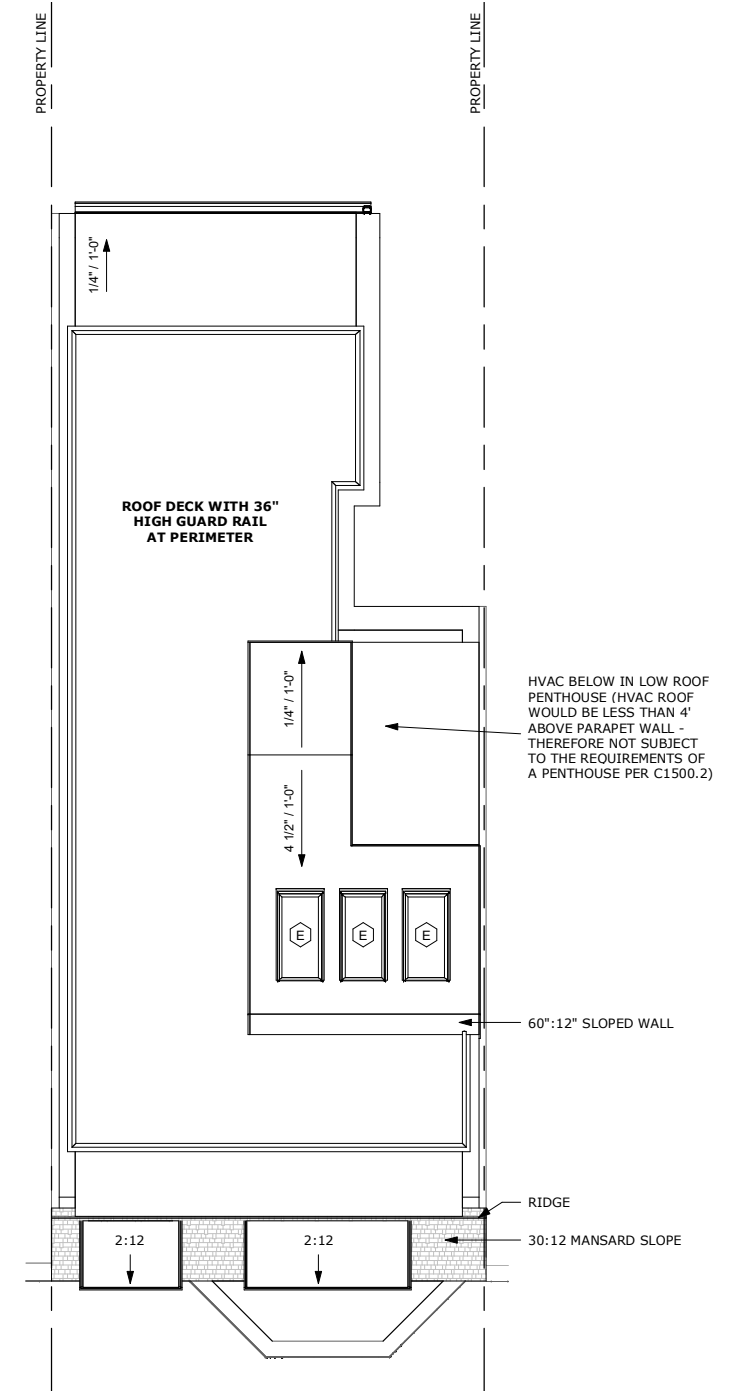 PROPERTY LINE
PROPERTY LINE
1/4" / 1'-0"
ROOF DECK WITH 36"
HIGH GUARD RAIL
AT PERIMETER
1/4" / 1'-0"
HVAC BELOW IN LOW ROOF
PENTHOUSE (HVAC ROOF
WOULD BE LESS THAN 4'
ABOVE PARAPET WALL -
THEREFORE NOT SUBJECT
TO THE REQUIREMENTS OF
A PENTHOUSE PER C1500.2)
4 1/2" / 1'-0"
E
E
E
60":12" SLOPED WALL
RIDGE
2:12
2:12
30:12 MANSARD SLOPE